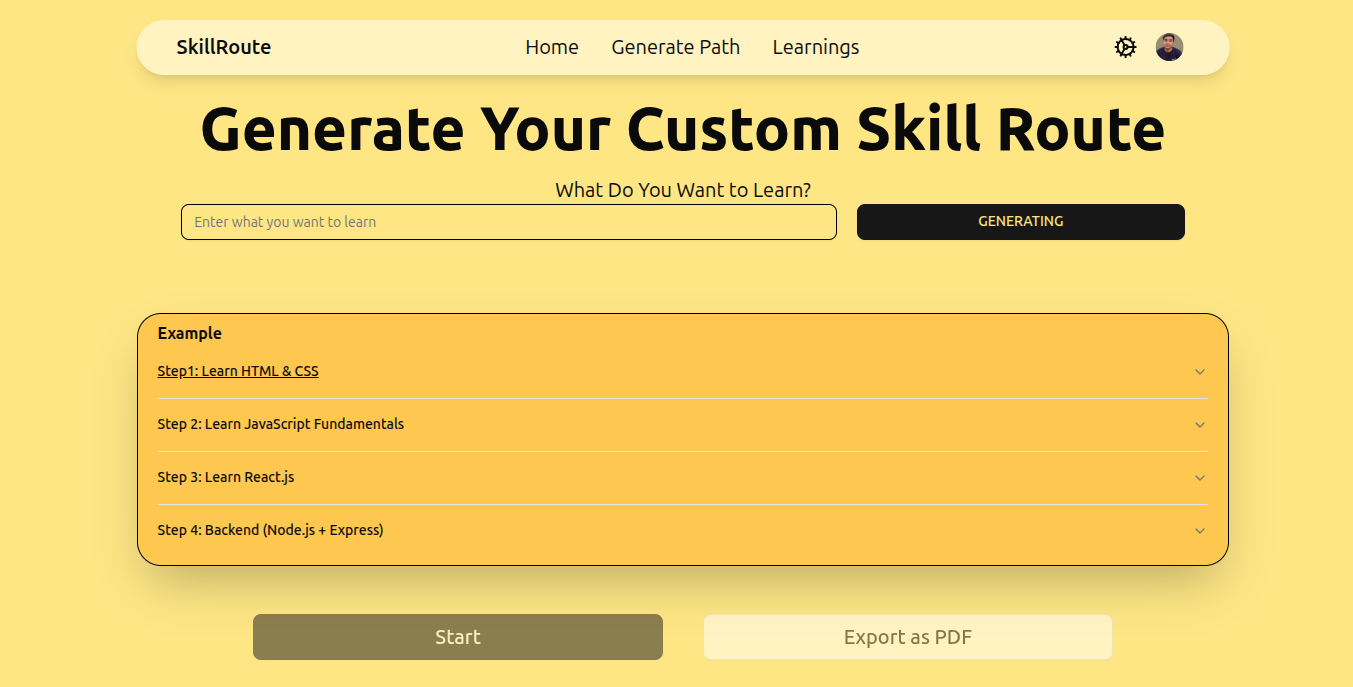 SkillRoute Home Generate Path Learnings
Generate Your Custom Skill Route
What Do You Want to Learn?
Enter what you want to learn GENERATING
Example
Step1: Learn HTML & CSS
Step 2: Learn JavaScript Fundamentals
Step 3: Learn React.js
Step 4: Backend (Node.js + Express)
Start Export as PDF